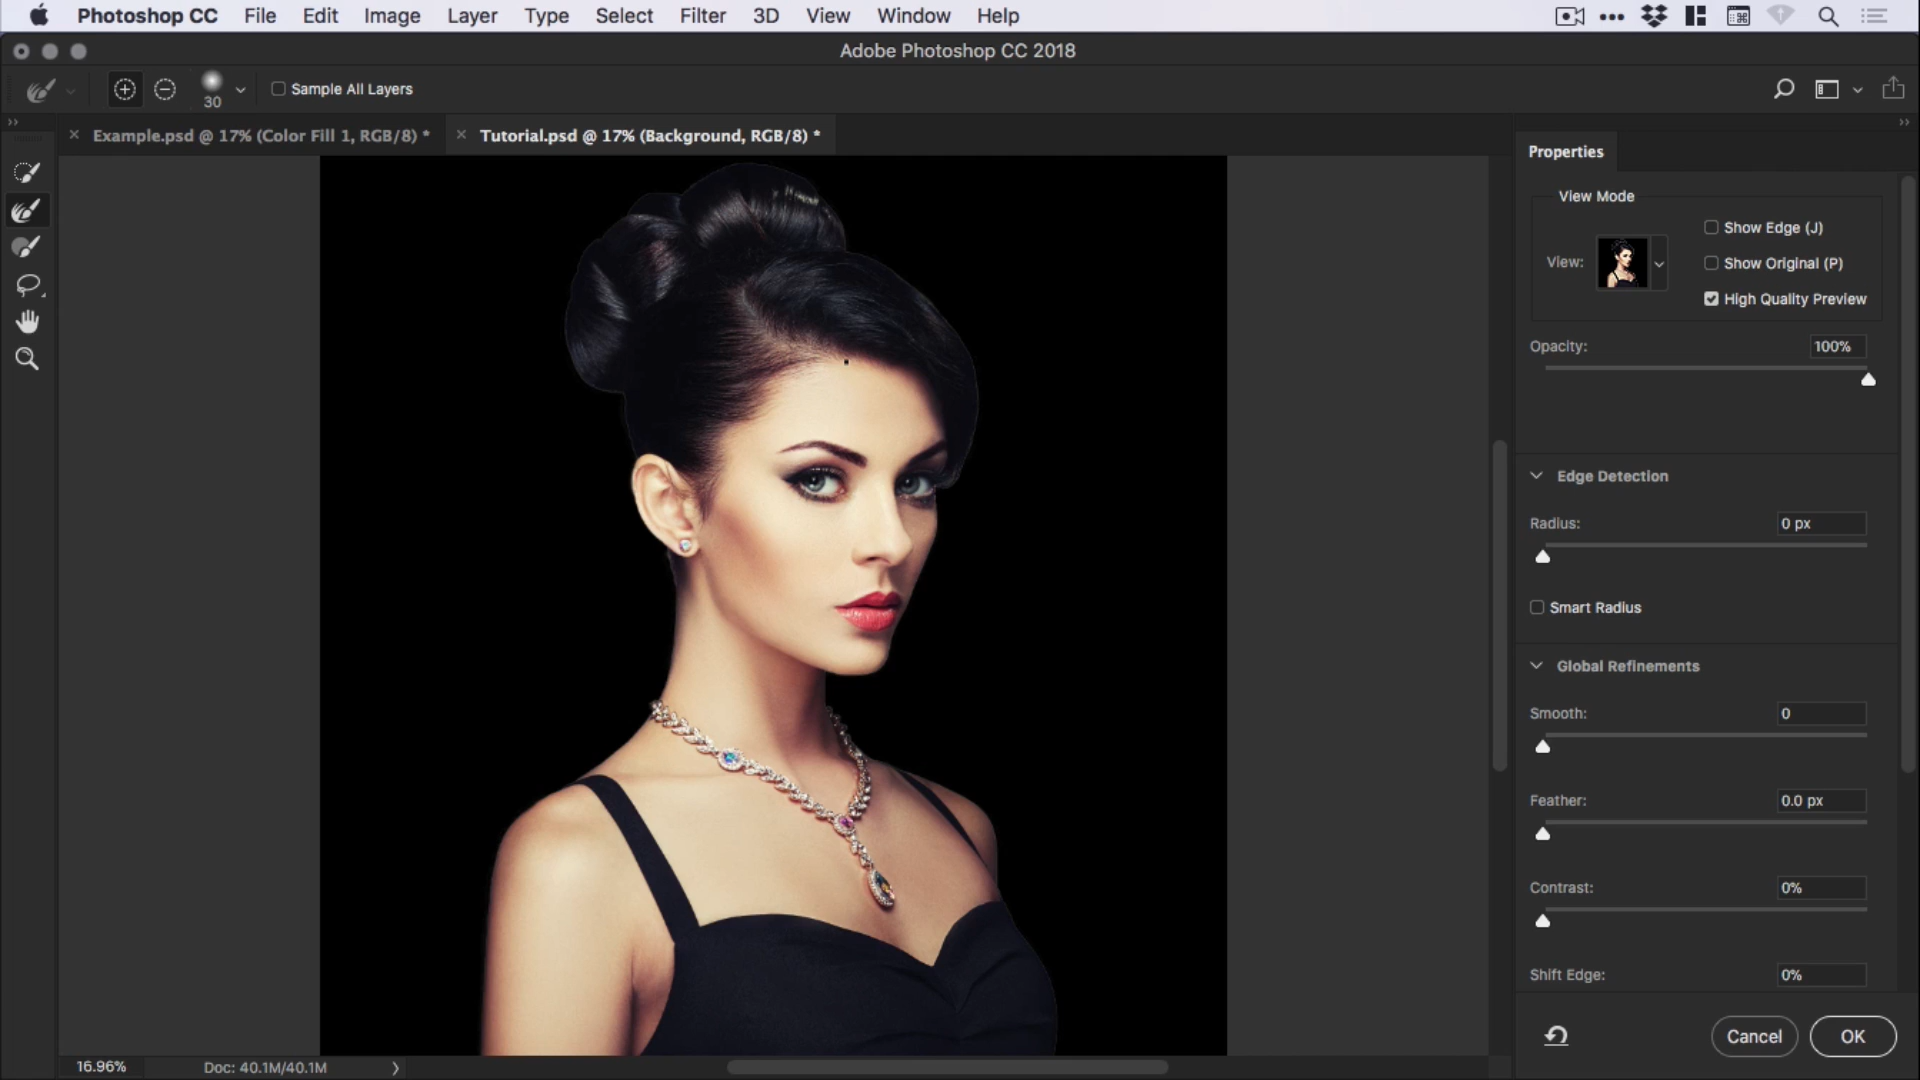 Photoshop CC File Edit Image Layer Type Select Filter 3D View Window Help
Adobe Photoshop CC 2018
30 Sample All Layers
× Example.psd @ 17% (Color Fill 1, RGB/8) * × Tutorial.psd @ 17% (Background, RGB/8) *
Properties
View Mode
Show Edge (J)
View:
Show Original (P)
High Quality Preview
Opacity: 100%
Edge Detection
Radius: 0 px
Smart Radius
Global Refinements
Smooth: 0
Feather: 0.0 px
Contrast: 0%
Shift Edge: 0%
Cancel OK
16.96% Doc: 40.1M/40.1M